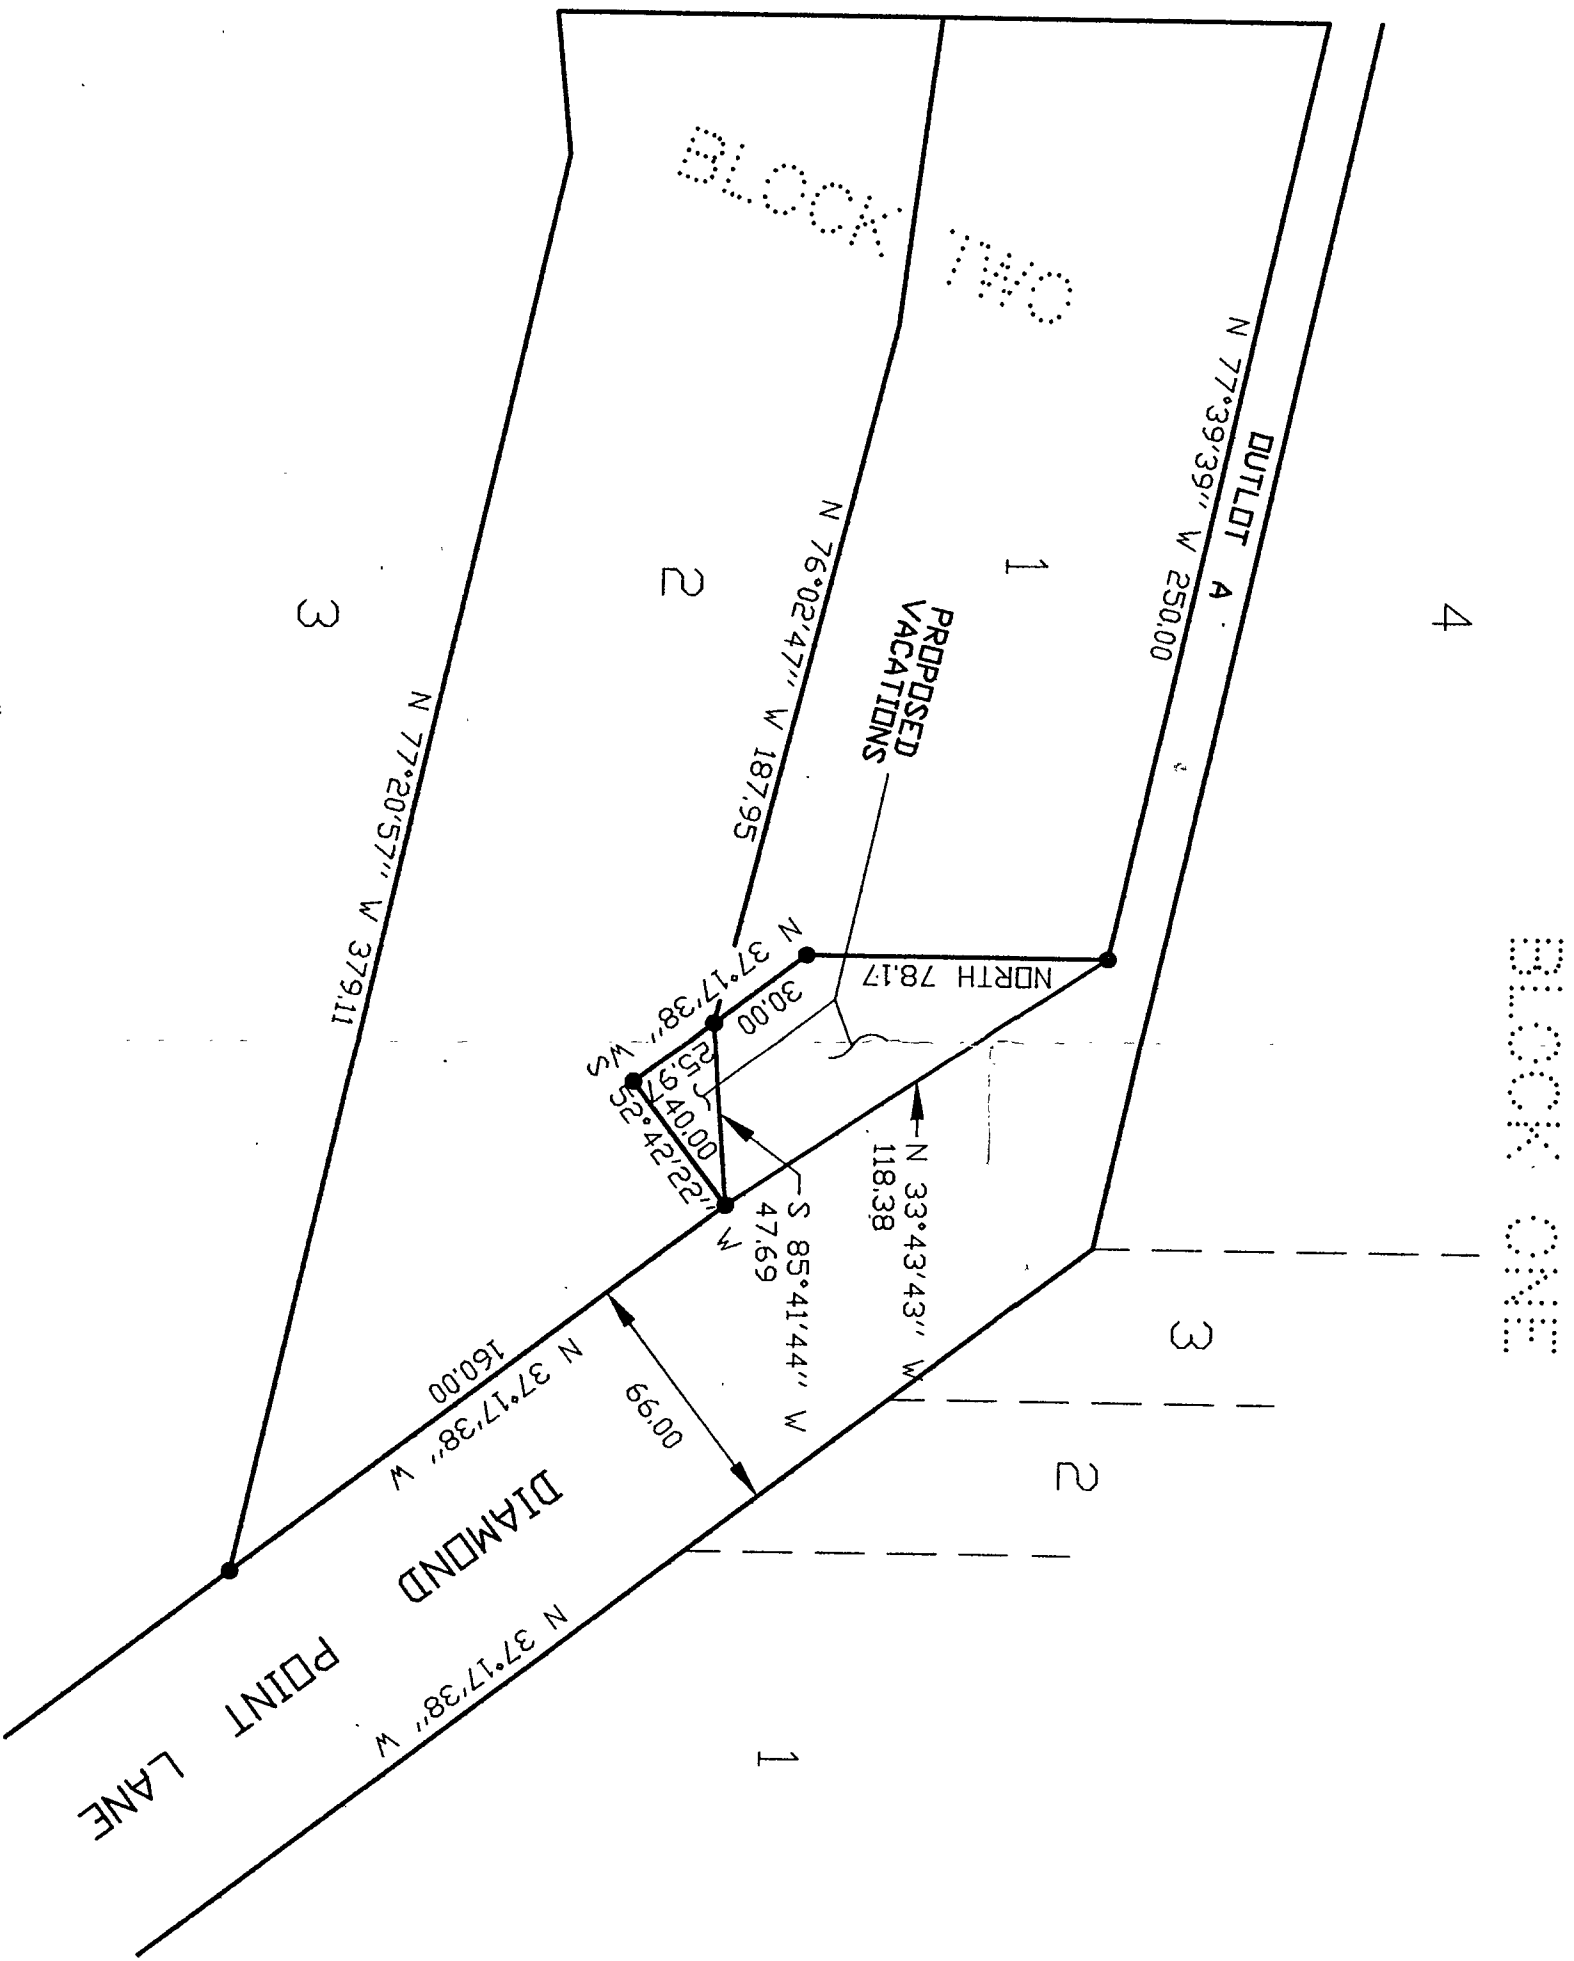 BLOCK ONE
4
OUTLOT A
N 77°39'39" W 250.00
BLOCK TWO
1
N 76°02'47" W 187.95
PROPOSED
VACATIONS
2
3
N 77°20'57" W 379.11
NORTH 78.17
N 37°17'38" W
30.00
25.97
40.00
S 52°42'22" W
N 33°43'43" W
118.38
S 85°41'44" W
47.69
3
2
1
66.00
N 37°17'38" W
160.00
DIAMOND POINT LANE
N 37°17'38" W